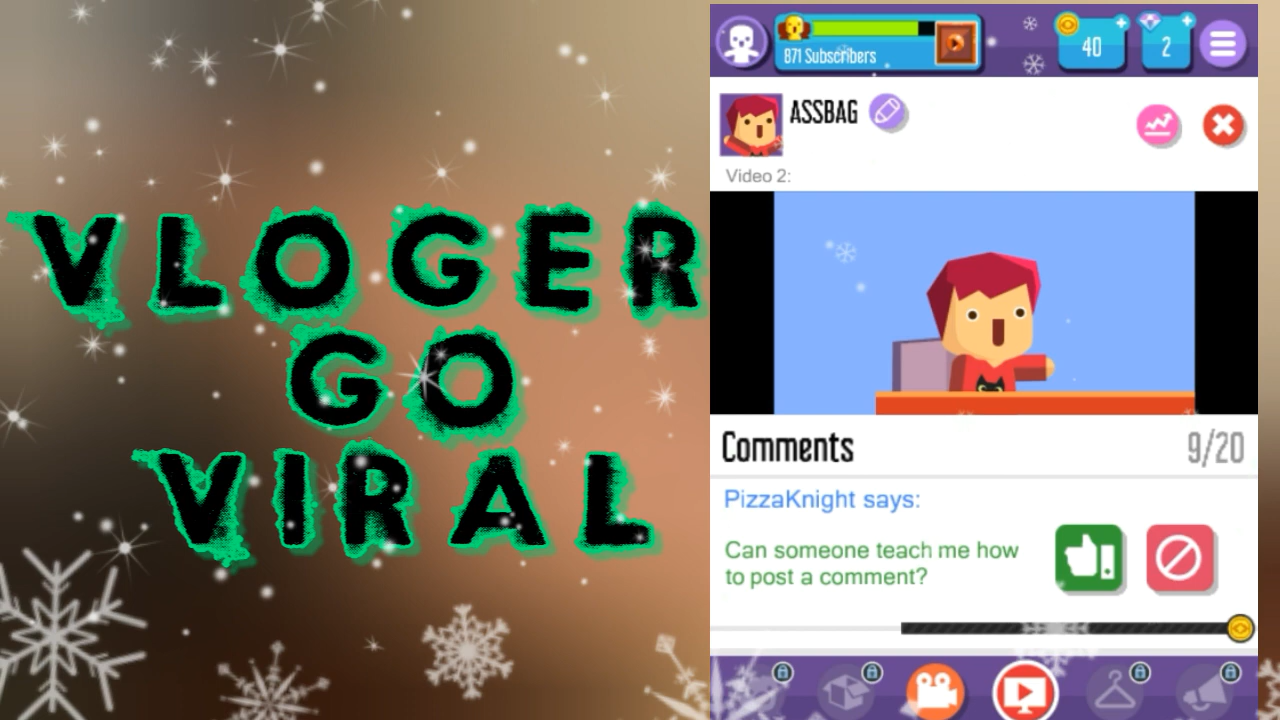 VLOGER
GO
VIRAL
871 Subscribers
40
2
ASSBAG
Video 2:
Comments
9/20
PizzaKnight says:
Can someone teach me how
to post a comment?